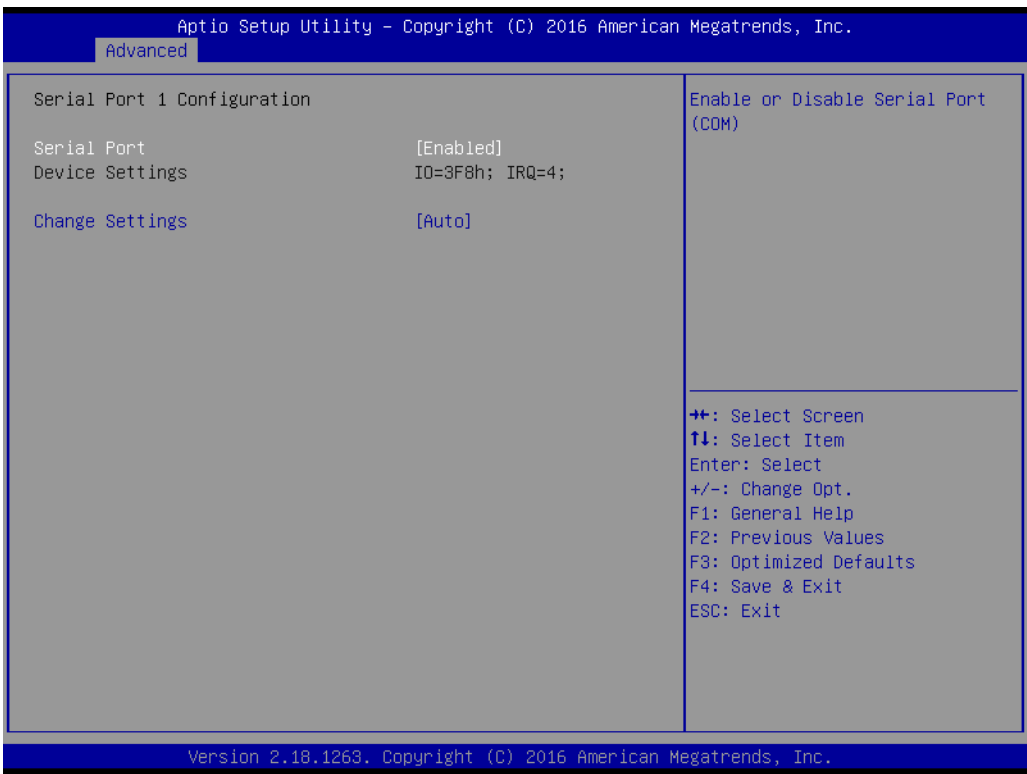 Aptio Setup Utility – Copyright (C) 2016 American Megatrends, Inc.
Advanced
Serial Port 1 Configuration
Serial Port [Enabled]
Device Settings IO=3F8h; IRQ=4;
Change Settings [Auto]
Enable or Disable Serial Port
(COM)
→←: Select Screen
↑↓: Select Item
Enter: Select
+/-: Change Opt.
F1: General Help
F2: Previous Values
F3: Optimized Defaults
F4: Save & Exit
ESC: Exit
Version 2.18.1263. Copyright (C) 2016 American Megatrends, Inc.